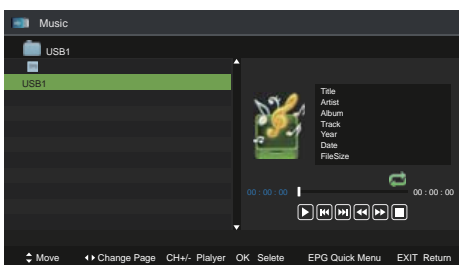 Music
USB1
USB1
Title
Artist
Album
Track
Year
Date
FileSize
00 : 00 : 00
00 : 00 : 00
Move Change Page CH+/- Plalyer OK Selete EPG Quick Menu EXIT Return